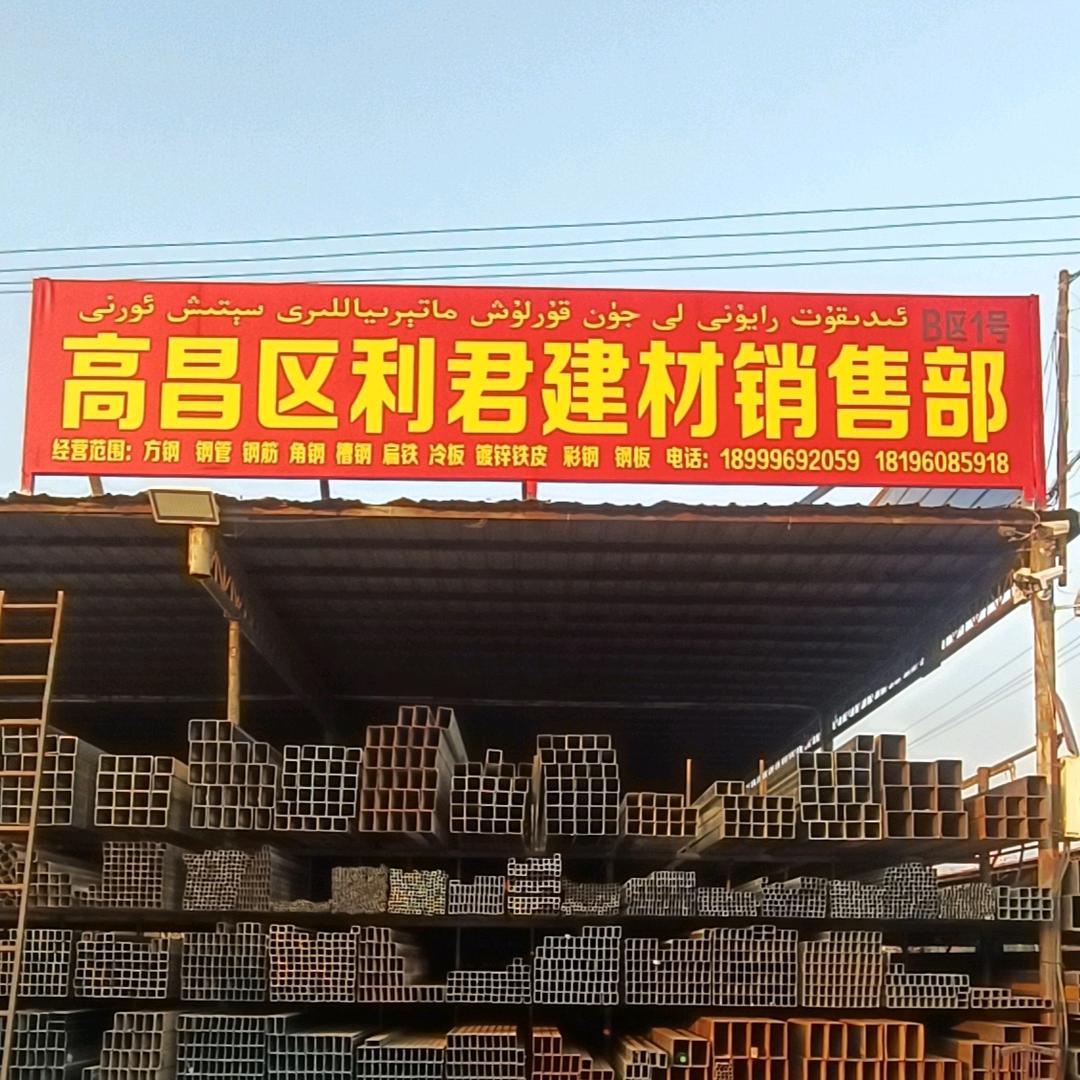 ئىدىقۇت رايۇنى لى جۈن قۇرلۇش ماتېرىياللىرى سېتىش ئورنى
B区1号
高昌区利君建材销售部
经营范围: 方钢 钢管 钢筋 角钢 槽钢 扁铁 冷板 镀锌铁皮 彩钢 钢板 电话: 18999692059 18196085918